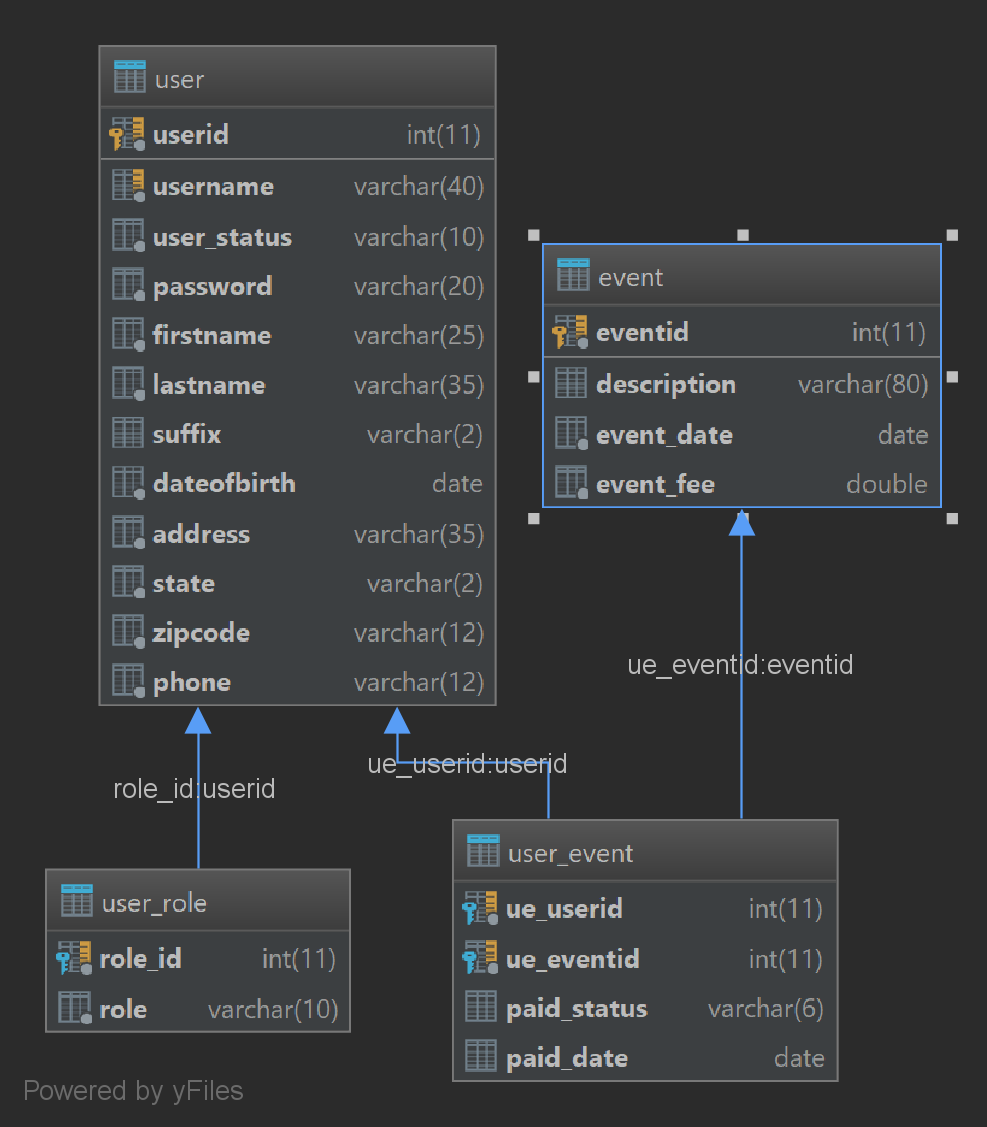 user
userid int(11)
username varchar(40)
user_status varchar(10)
password varchar(20)
firstname varchar(25)
lastname varchar(35)
suffix varchar(2)
dateofbirth date
address varchar(35)
state varchar(2)
zipcode varchar(12)
phone varchar(12)
event
eventid int(11)
description varchar(80)
event_date date
event_fee double
ue_eventid:eventid
ue_userid:userid
role_id:userid
user_role
role_id int(11)
role varchar(10)
user_event
ue_userid int(11)
ue_eventid int(11)
paid_status varchar(6)
paid_date date
Powered by yFiles